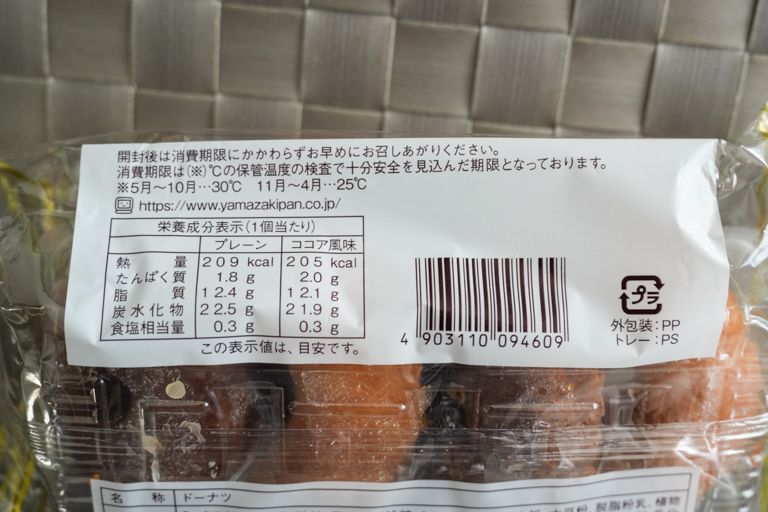 開封後は消費期限にかかわらずお早めにお召しあがりください。
消費期限は(※)℃の保管温度の検査で十分安全を見込んだ期限となっております。
※5月〜10月…30℃ 11月〜4月…25℃
https://www.yamazakipan.co.jp/
栄養成分表示(1個当たり)
プレーン ココア風味
熱量 209 kcal 205 kcal
たんぱく質 1.8 g 2.0 g
脂質 12.4 g 12.1 g
炭水化物 22.5 g 21.9 g
食塩相当量 0.3 g 0.3 g
この表示値は、目安です。
4 903110 094609
プラ
外包装:PP
トレー:PS
名称 ドーナツ
脱脂粉乳、植物